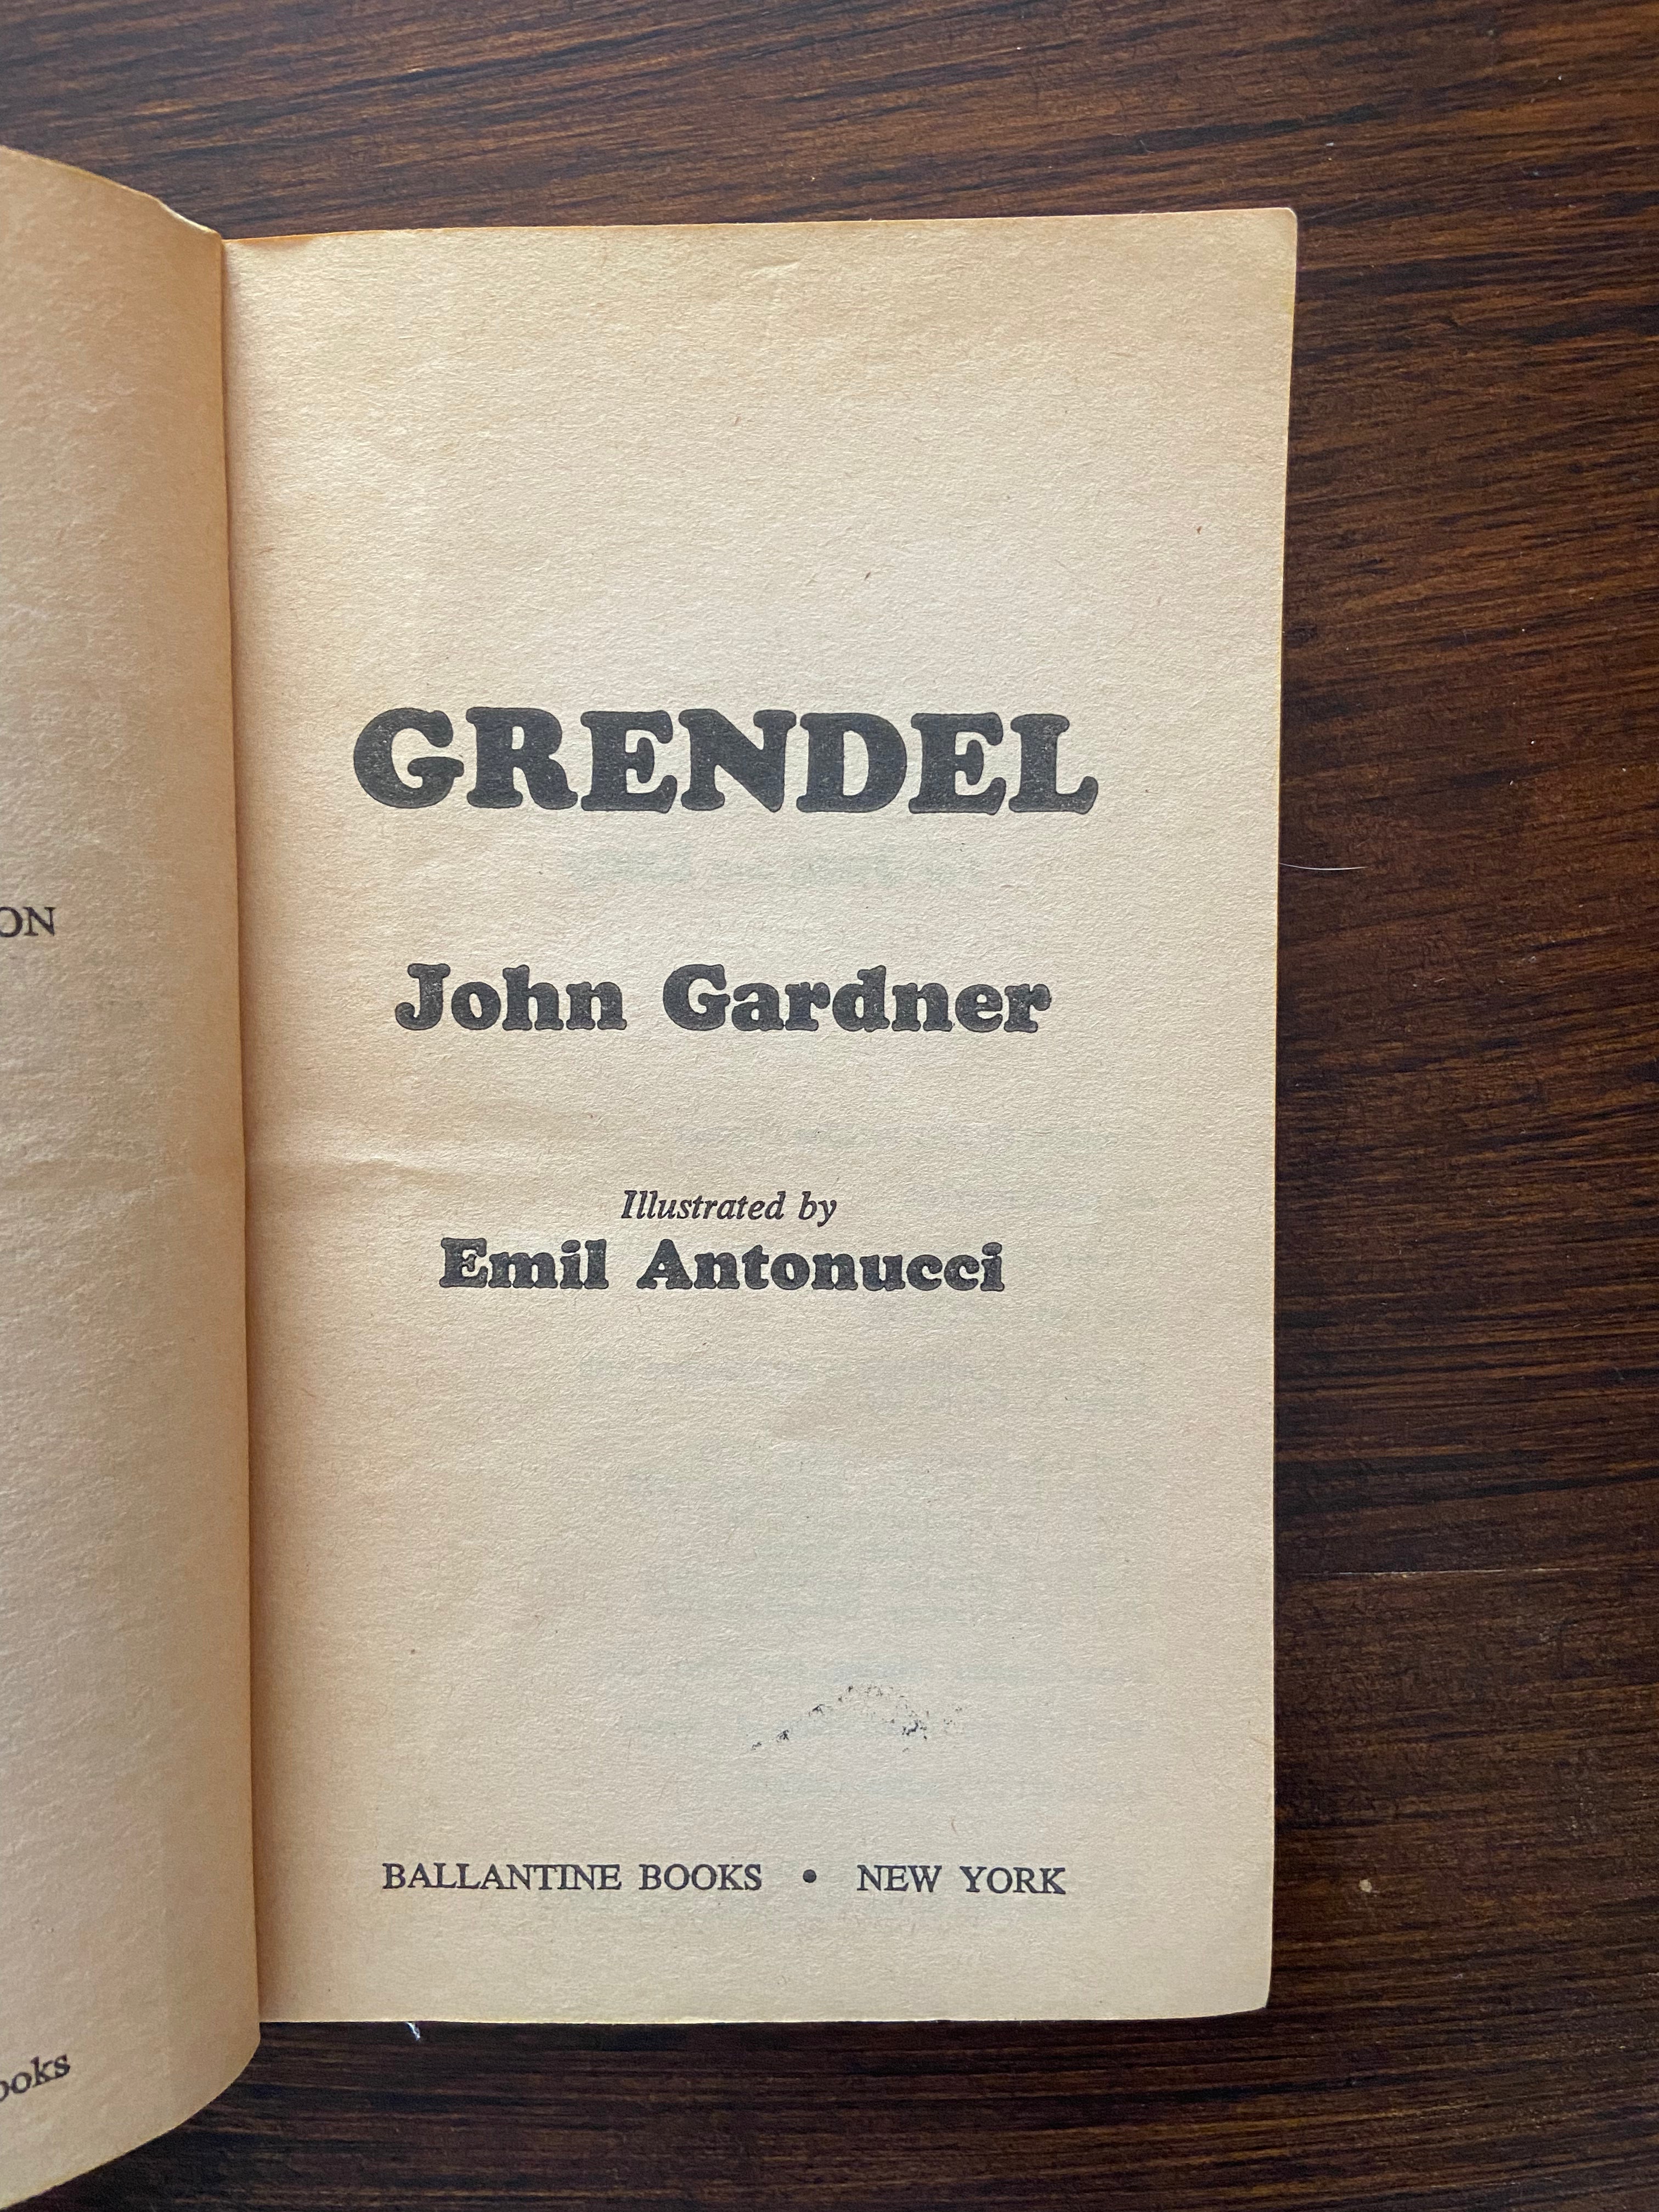 ON
ooks
GRENDEL
John Gardner
Illustrated by
Emil Antonucci
BALLANTINE BOOKS • NEW YORK